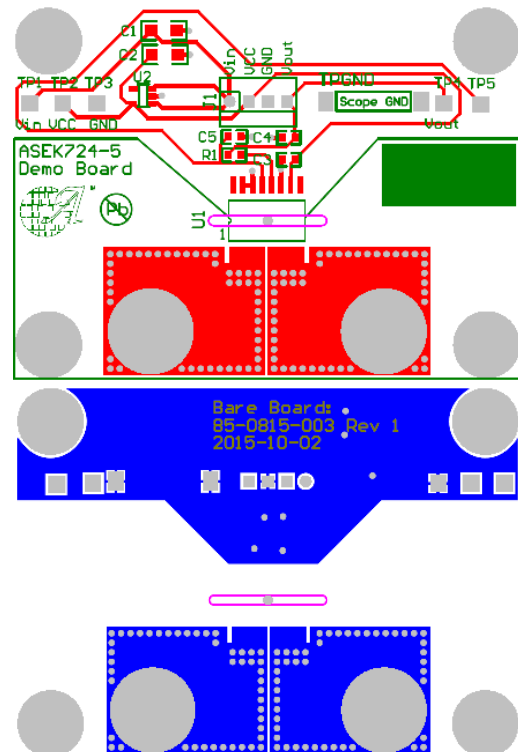 C1
C2
Vin
VCC
GND
Vout
TP1 TP2 TP3
U2
J1
TPGND
Scope GND
TP4 TP5
Vin VCC GND
Vout
C5
C4
R1
C3
ASEK724-5
Demo Board
Pb
U1
1
Bare Board:
85-0815-003 Rev 1
2015-10-02